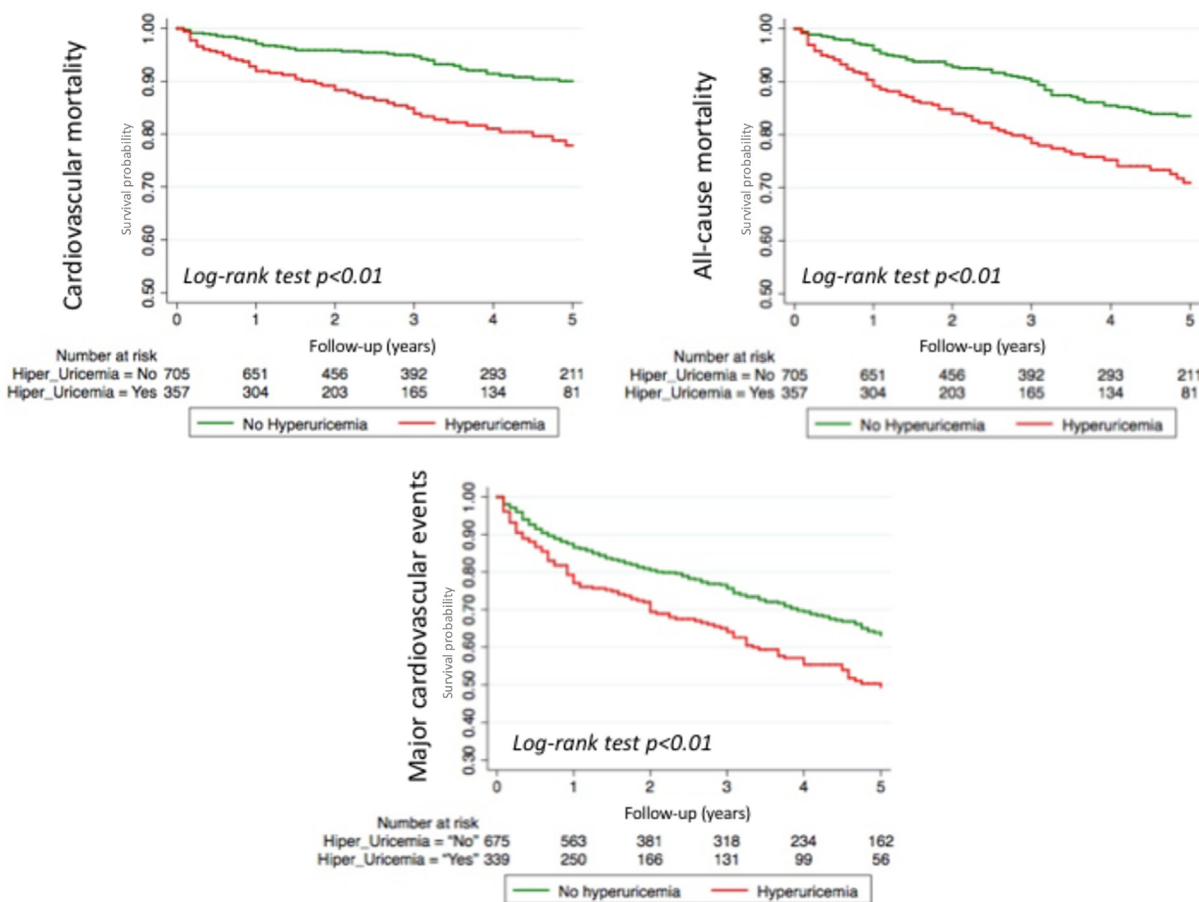 Cardiovascular mortality
Survival probability
1.00
0.90
0.80
0.70
0.60
0.50
Log-rank test p<0.01
0 1 2 3 4 5
Follow-up (years)
Number at risk
Hiper_Uricemia = No 705 651 456 392 293 211
Hiper_Uricemia = Yes 357 304 203 165 134 81
No Hyperuricemia Hyperuricemia
All-cause mortality
Survival probability
1.00
0.90
0.80
0.70
0.60
0.50
Log-rank test p<0.01
0 1 2 3 4 5
Follow-up (years)
Number at risk
Hiper_Uricemia = No 705 651 456 392 293 211
Hiper_Uricemia = Yes 357 304 203 165 134 81
No Hyperuricemia Hyperuricemia
Major cardiovascular events
Survival probability
1.00
0.90
0.80
0.70
0.60
0.50
0.40
0.30
Log-rank test p<0.01
0 1 2 3 4 5
Follow-up (years)
Number at risk
Hiper_Uricemia = "No" 675 563 381 318 234 162
Hiper_Uricemia = "Yes" 339 250 166 131 99 56
No hyperuricemia Hyperuricemia